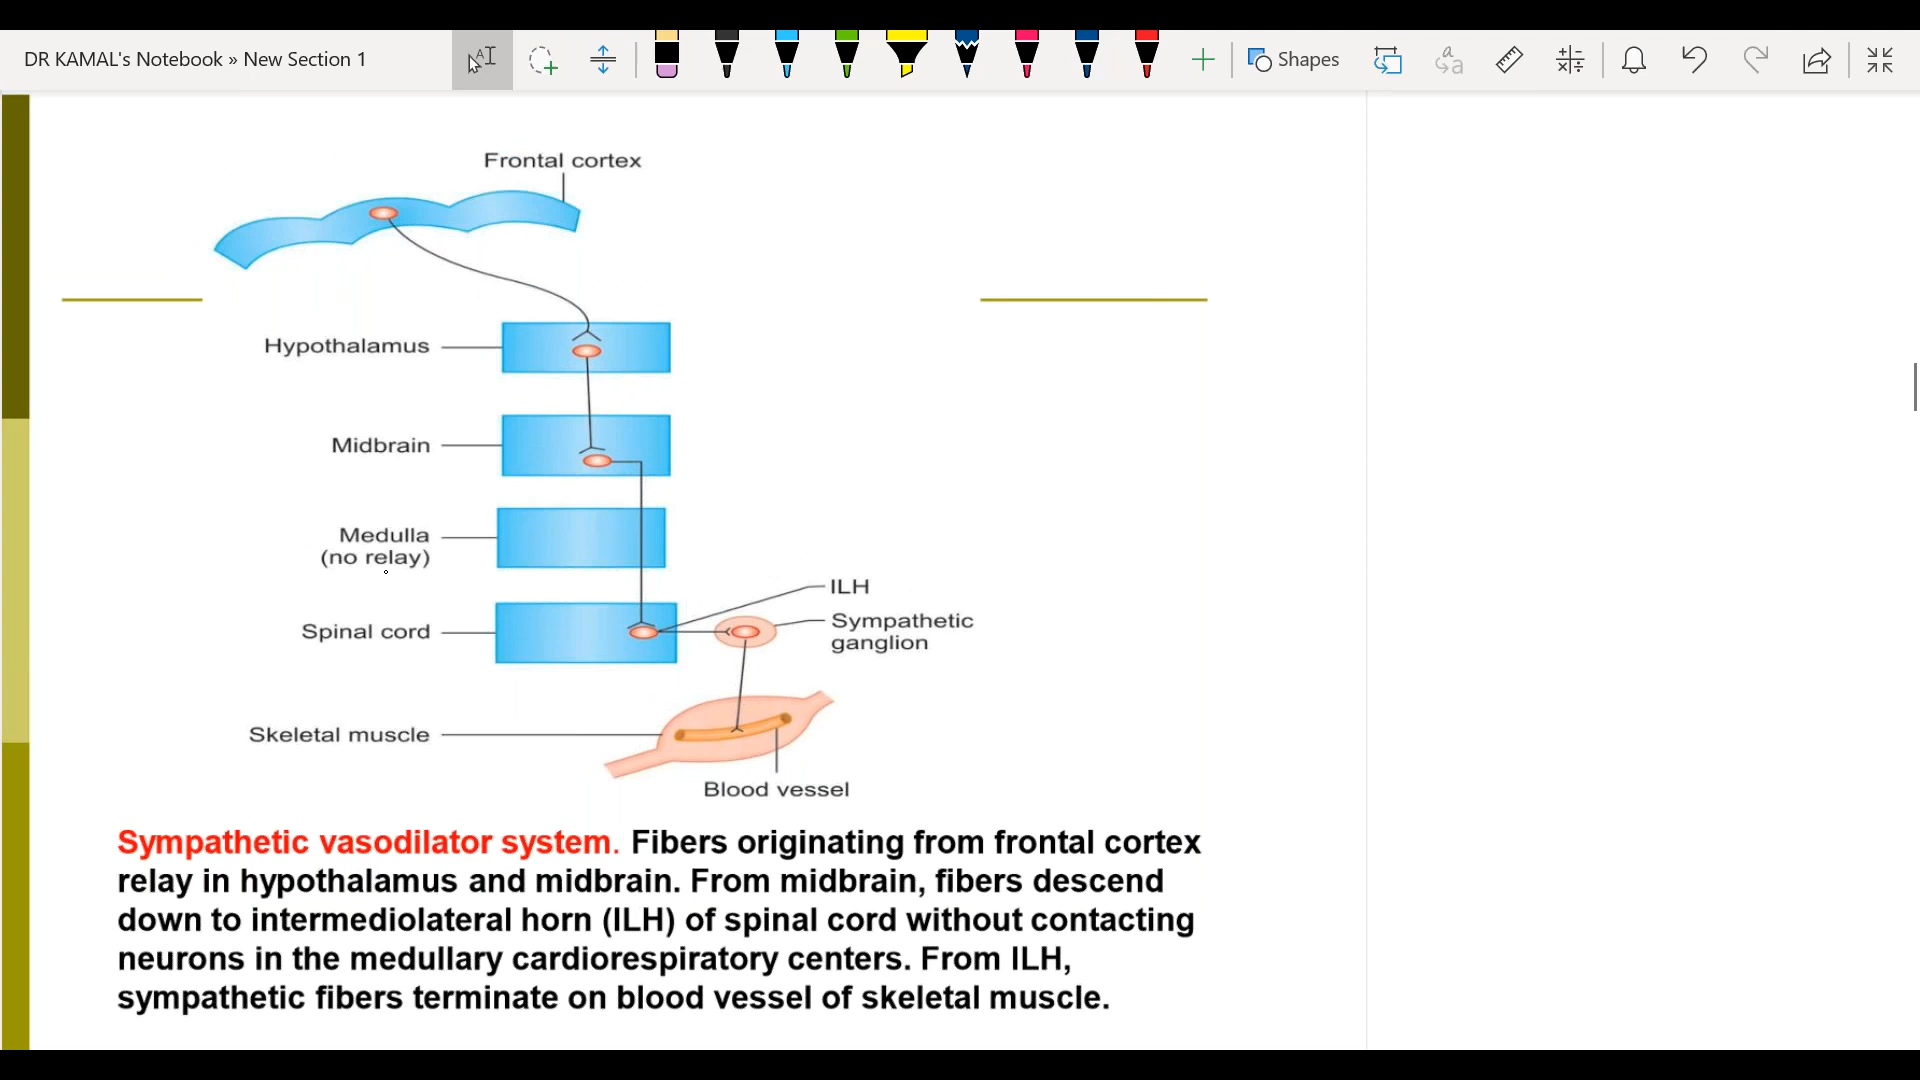 DR KAMAL's Notebook » New Section 1
Shapes
Frontal cortex
Hypothalamus
Midbrain
Medulla
(no relay)
ILH
Sympathetic
ganglion
Spinal cord
Skeletal muscle
Blood vessel
Sympathetic vasodilator system. Fibers originating from frontal cortex
relay in hypothalamus and midbrain. From midbrain, fibers descend
down to intermediolateral horn (ILH) of spinal cord without contacting
neurons in the medullary cardiorespiratory centers. From ILH,
sympathetic fibers terminate on blood vessel of skeletal muscle.